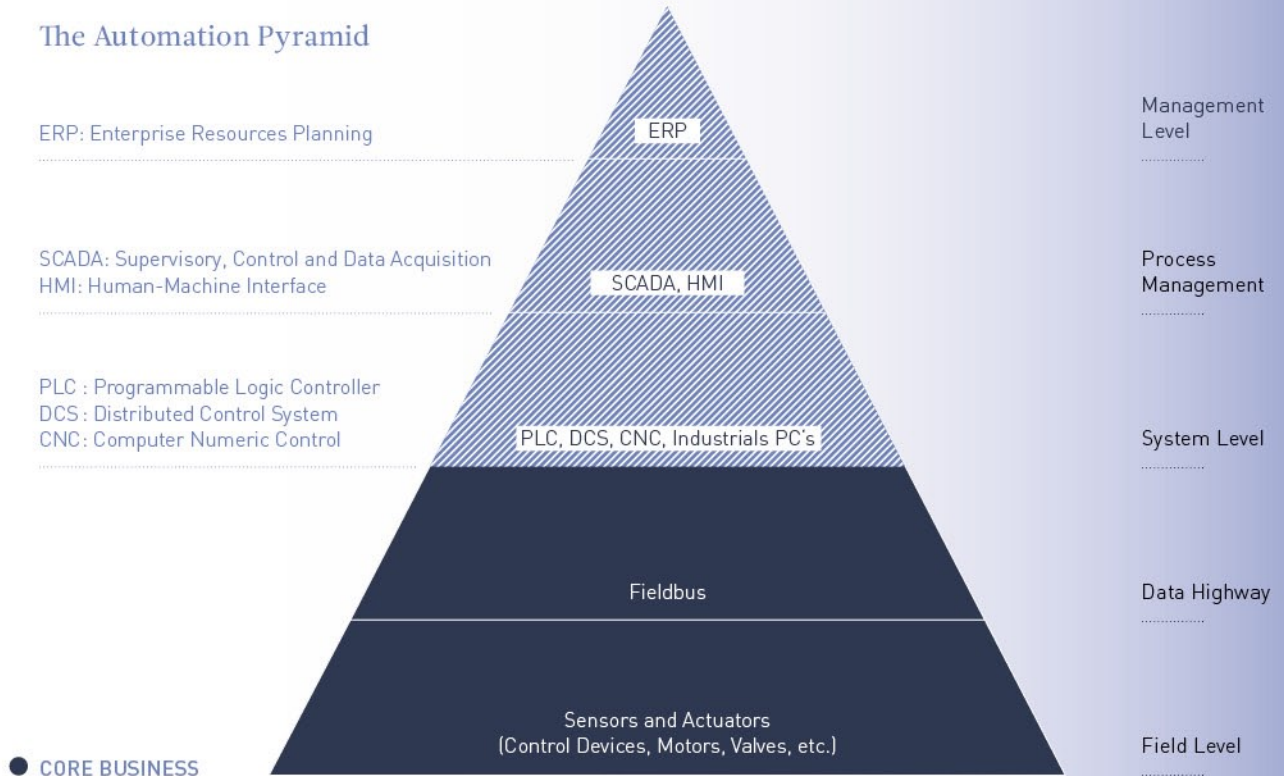 The Automation Pyramid
ERP: Enterprise Resources Planning
ERP
Management
Level
SCADA: Supervisory, Control and Data Acquisition
HMI: Human-Machine Interface
SCADA, HMI
Process
Management
PLC : Programmable Logic Controller
DCS : Distributed Control System
CNC : Computer Numeric Control
PLC, DCS, CNC, Industrials PC's
System Level
Fieldbus
Data Highway
Sensors and Actuators
(Control Devices, Motors, Valves, etc.)
Field Level
CORE BUSINESS